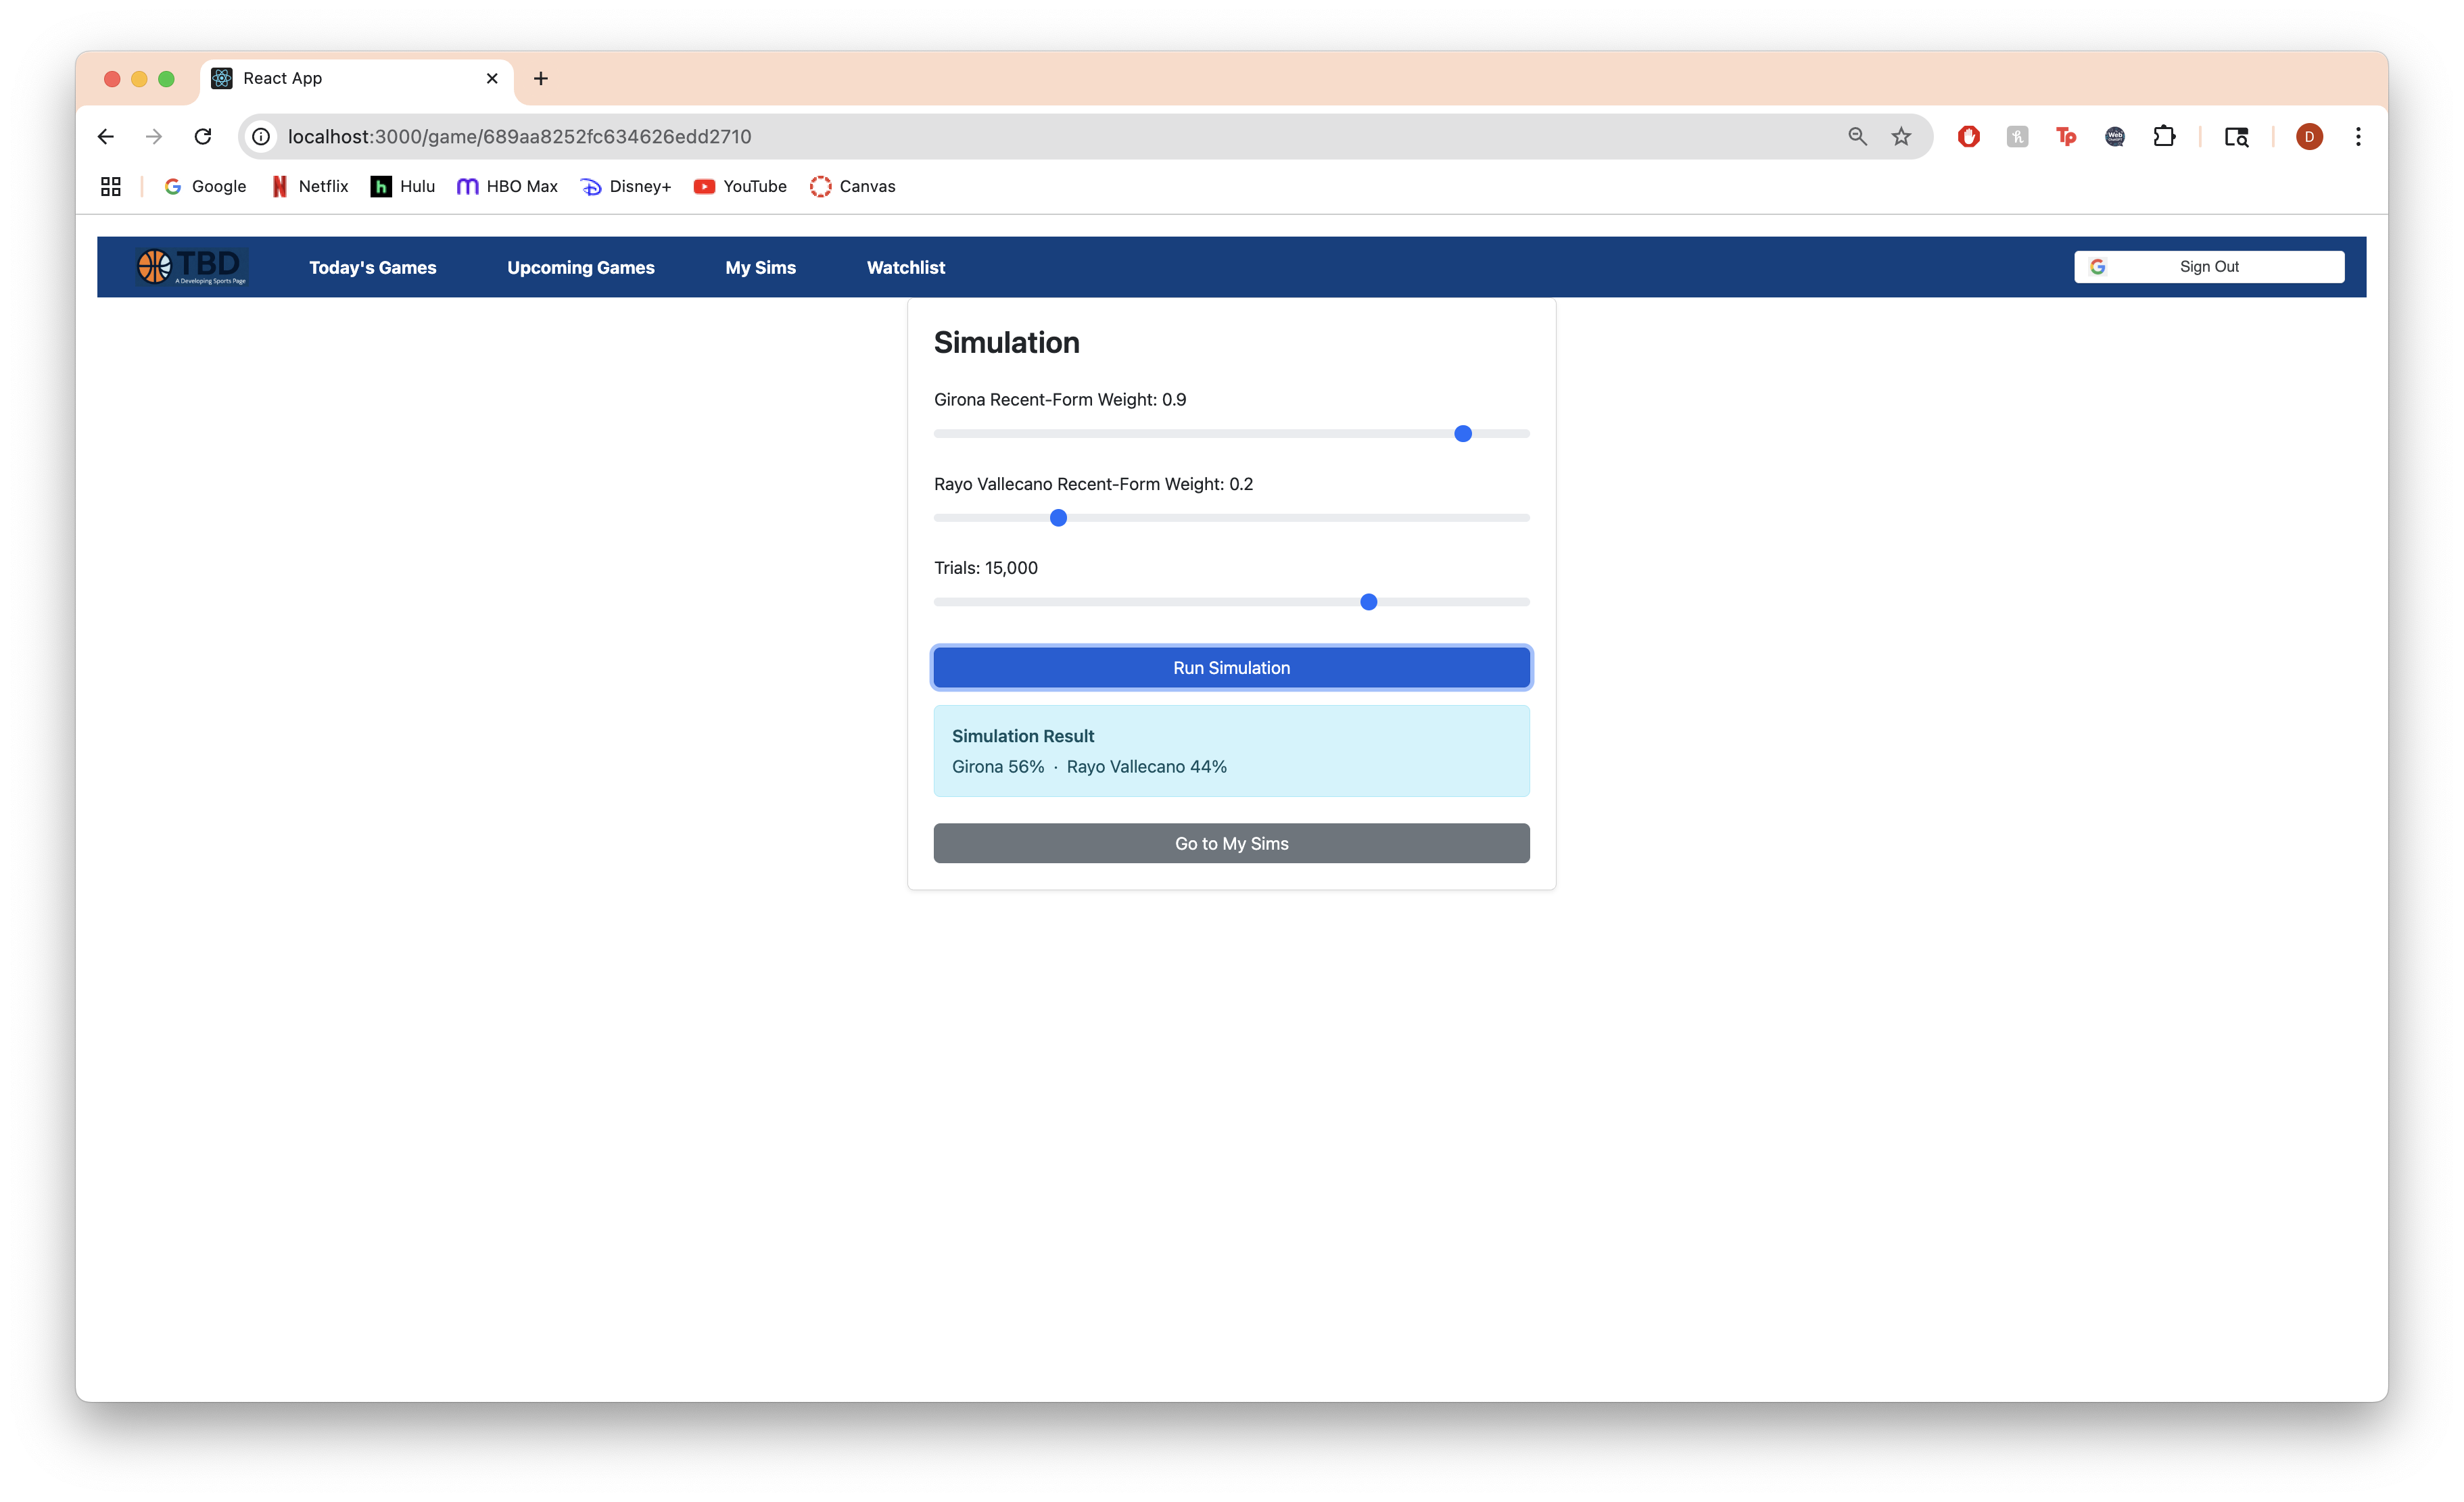 React App
localhost:3000/game/689aa8252fc634626edd2710
Google Netflix Hulu HBO Max Disney+ YouTube Canvas
TBD
A Developing Sports Page
Today's Games Upcoming Games My Sims Watchlist Sign Out
Simulation
Girona Recent-Form Weight: 0.9
Rayo Vallecano Recent-Form Weight: 0.2
Trials: 15,000
Run Simulation
Simulation Result
Girona 56% · Rayo Vallecano 44%
Go to My Sims